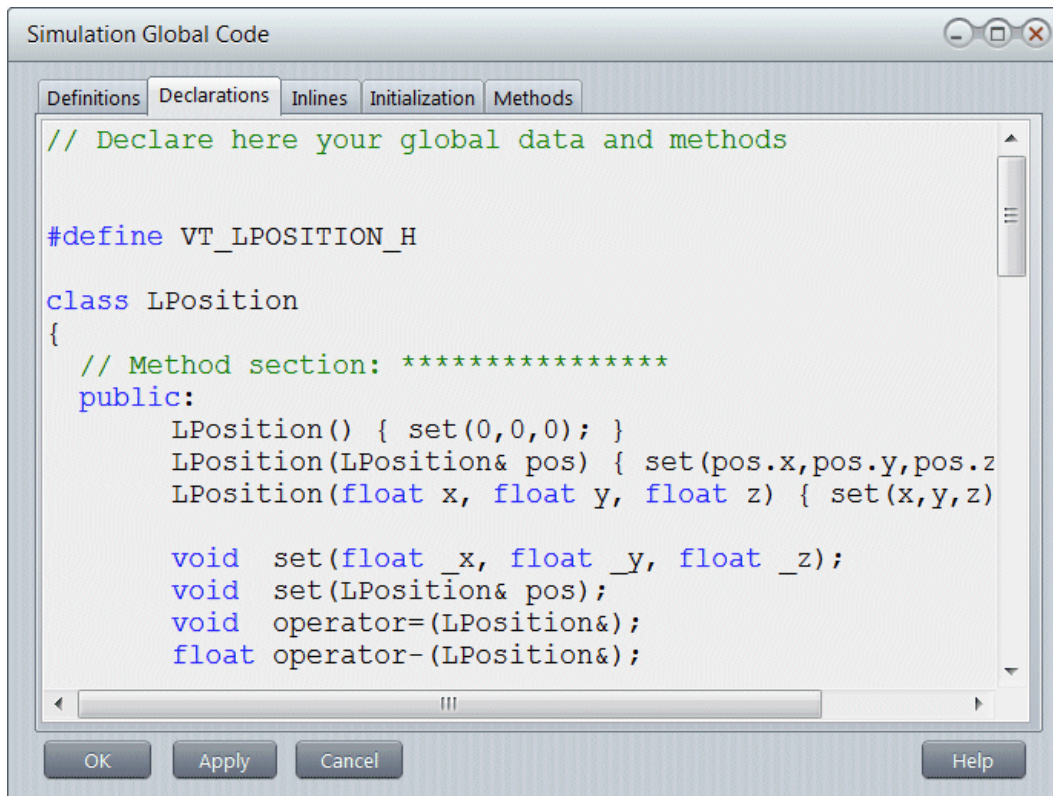 Simulation Global Code
Definitions Declarations Inlines Initialization Methods
// Declare here your global data and methods
#define VT_LPOSITION_H
class LPosition
{
// Method section: ****************
public:
LPosition() { set(0,0,0); }
LPosition(LPosition& pos) { set(pos.x,pos.y,pos.z
LPosition(float x, float y, float z) { set(x,y,z)
void set(float _x, float _y, float _z);
void set(LPosition& pos);
void operator=(LPosition&);
float operator-(LPosition&);
OK Apply Cancel Help